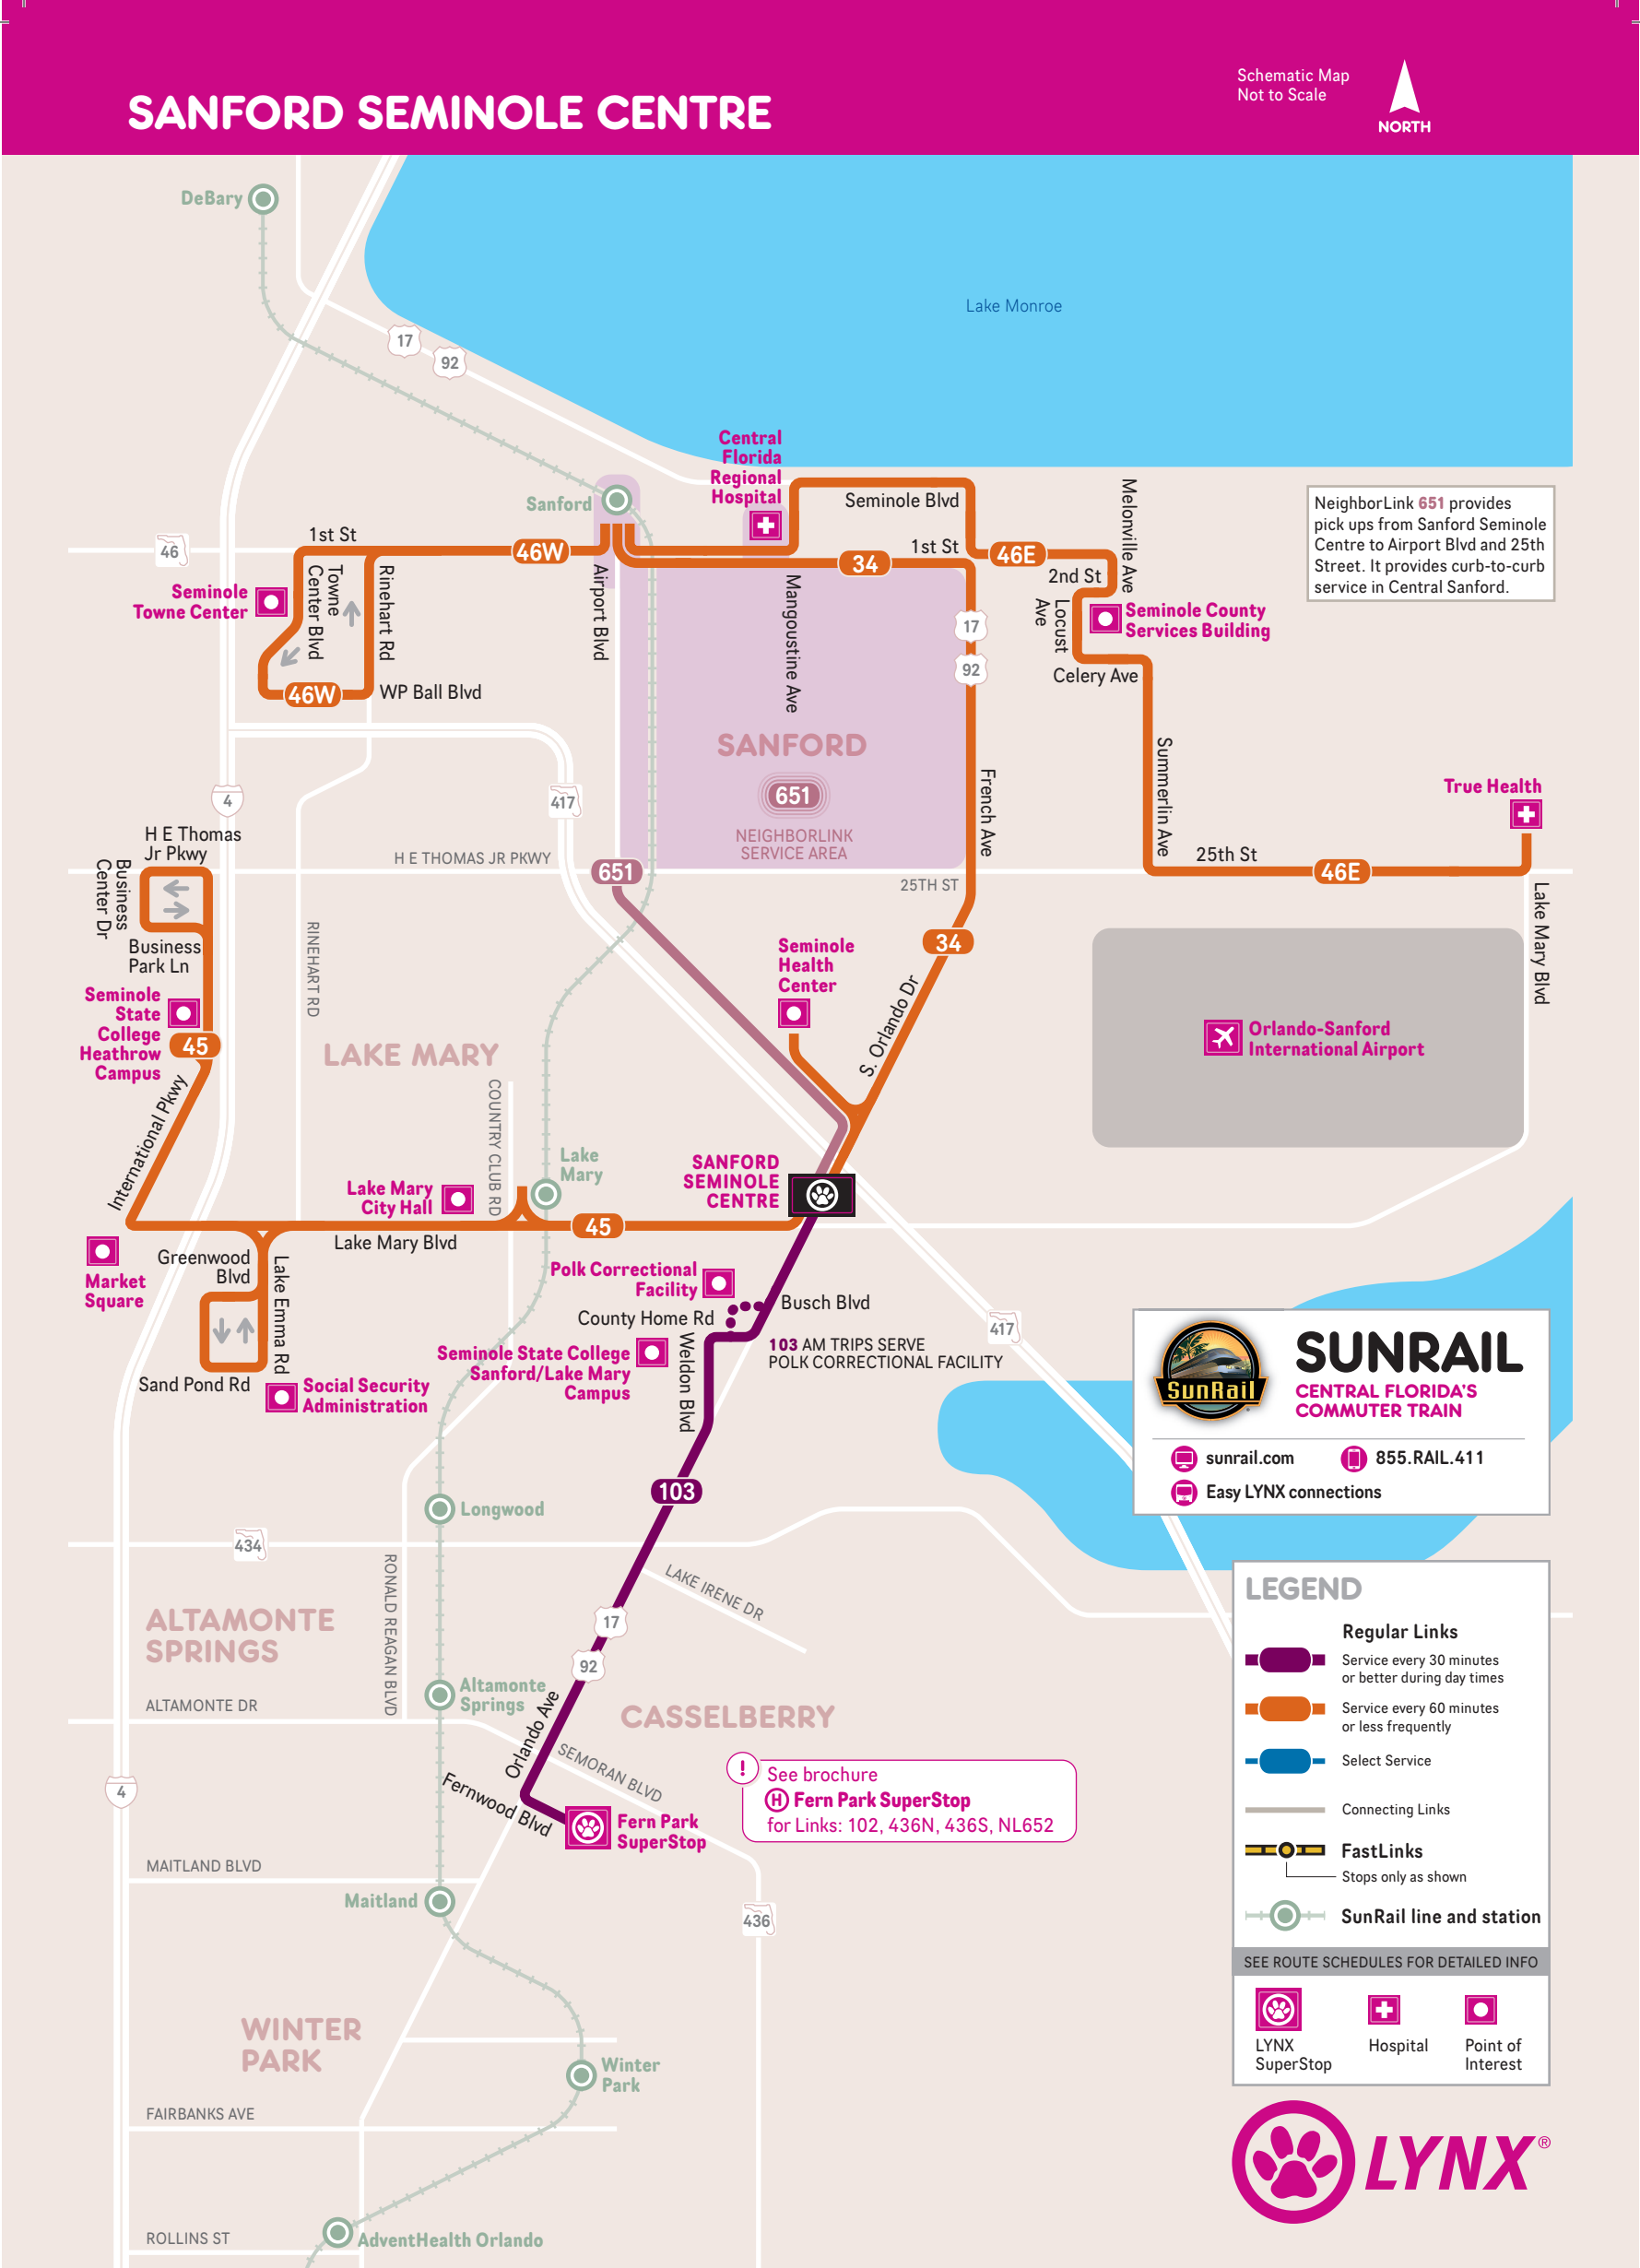 Schematic Map
Not to Scale
NORTH
SANFORD SEMINOLE CENTRE
DeBary
Lake Monroe
17
92
Central
Florida
Regional
Hospital
Sanford
Seminole Blvd
Melonville Ave
NeighborLink 651 provides
pick ups from Sanford Seminole
Centre to Airport Blvd and 25th
Street. It provides curb-to-curb
service in Central Sanford.
46
1st St
46W
34
1st St
46E
2nd St
Seminole
Towne Center
Towne
Center Blvd
Rinehart Rd
Airport Blvd
Mangoustine Ave
17
92
Locust
Ave
Seminole County
Services Building
Celery Ave
46W
WP Ball Blvd
SANFORD
651
NEIGHBORLINK
SERVICE AREA
French Ave
Summerlin Ave
True Health
4
417
H E Thomas
Jr Pkwy
H E THOMAS JR PKWY
651
25TH ST
25th St
46E
Business
Center Dr
Business
Park Ln
RINEHART RD
34
Lake Mary Blvd
Seminole
Health
Center
S. Orlando Dr
Seminole
State
College
Heathrow
Campus
45
LAKE MARY
Orlando-Sanford
International Airport
International Pkwy
COUNTRY CLUB RD
Lake
Mary
SANFORD
SEMINOLE
CENTRE
Lake Mary
City Hall
45
Lake Mary Blvd
Market
Square
Greenwood
Blvd
Lake Emma Rd
Polk Correctional
Facility
Busch Blvd
County Home Rd
103 AM TRIPS SERVE
POLK CORRECTIONAL FACILITY
417
Seminole State College
Sanford/Lake Mary
Campus
Weldon Blvd
Sand Pond Rd
Social Security
Administration
SunRail
SUNRAIL
CENTRAL FLORIDA'S
COMMUTER TRAIN
sunrail.com
855.RAIL.411
Easy LYNX connections
103
Longwood
434
RONALD REAGAN BLVD
LAKE IRENE DR
17
92
ALTAMONTE
SPRINGS
Altamonte
Springs
ALTAMONTE DR
Orlando Ave
CASSELBERRY
SEMORAN BLVD
4
Fernwood Blvd
Fern Park
SuperStop
!
See brochure
H Fern Park SuperStop
for Links: 102, 436N, 436S, NL652
MAITLAND BLVD
Maitland
436
WINTER
PARK
Winter
Park
FAIRBANKS AVE
ROLLINS ST
AdventHealth Orlando
LEGEND
Regular Links
Service every 30 minutes
or better during day times
Service every 60 minutes
or less frequently
Select Service
Connecting Links
FastLinks
Stops only as shown
SunRail line and station
SEE ROUTE SCHEDULES FOR DETAILED INFO
LYNX
SuperStop
Hospital
Point of
Interest
LYNX®